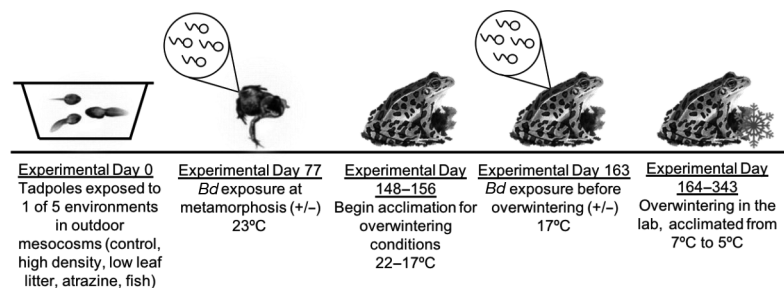 Experimental Day 0
Tadpoles exposed to
1 of 5 environments
in outdoor
mesocosms (control,
high density, low leaf
litter, atrazine, fish)
Experimental Day 77
Bd exposure at
metamorphosis (+/−)
23ºC
Experimental Day
148–156
Begin acclimation for
overwintering
conditions
22–17ºC
Experimental Day 163
Bd exposure before
overwintering (+/−)
17ºC
Experimental Day
164–343
Overwintering in the
lab, acclimated from
7ºC to 5ºC